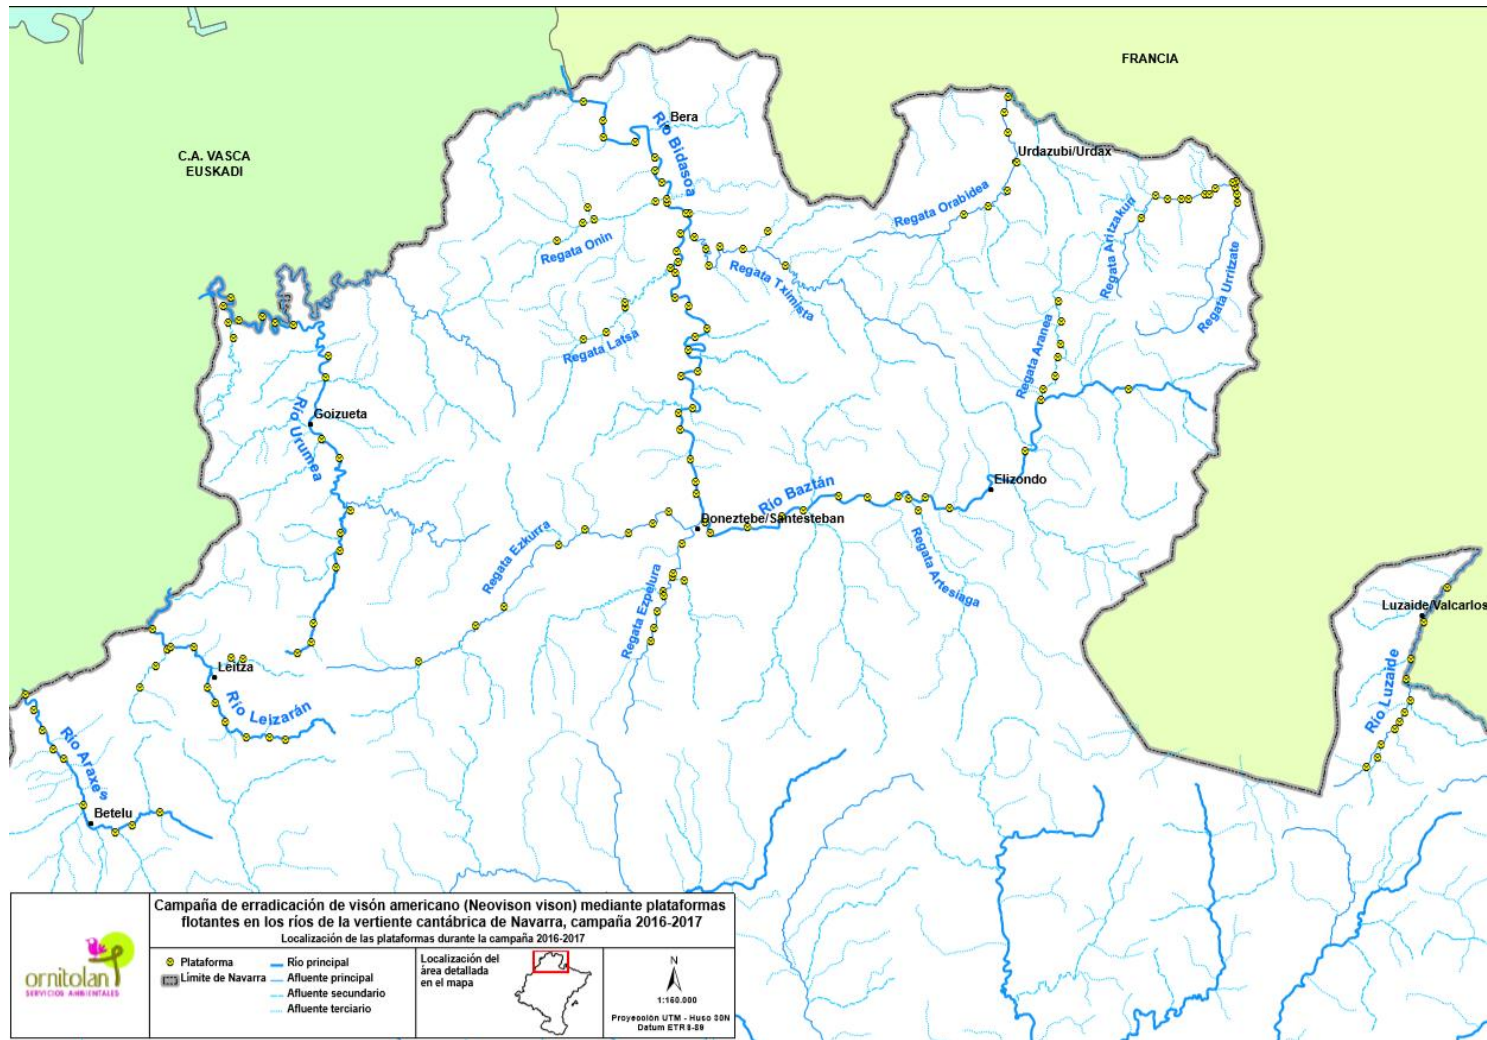 FRANCIA
Bera
C.A. VASCA
EUSKADI
Río Bidasoa
Urdazubi/Urdax
Regata Orabidea
Regata Aritzakun
Regata Urritzate
Regata Onin
Regata Tximista
Regata Latsa
Regata Aranea
Goizueta
Río Urumea
Elizondo
Río Baztán
Doneztebe/Santesteban
Regata Ezkurra
Regata Ezpelura
Regata Artesiaga
Luzaide/Valcarlos
Río Luzaide
Leitza
Río Leizarán
Río Araxes
Betelu
Campaña de erradicación de visón americano (Neovison vison) mediante plataformas
flotantes en los ríos de la vertiente cantábrica de Navarra, campaña 2016-2017
Localización de las plataformas durante la campaña 2016-2017
ornitolan
SERVICIOS AMBIENTALES
Plataforma
Límite de Navarra
Río principal
Afluente principal
Afluente secundario
Afluente terciario
Localización del
área detallada
en el mapa
N
1:160.000
Proyección UTM - Huso 30N
Datum ETRS-89